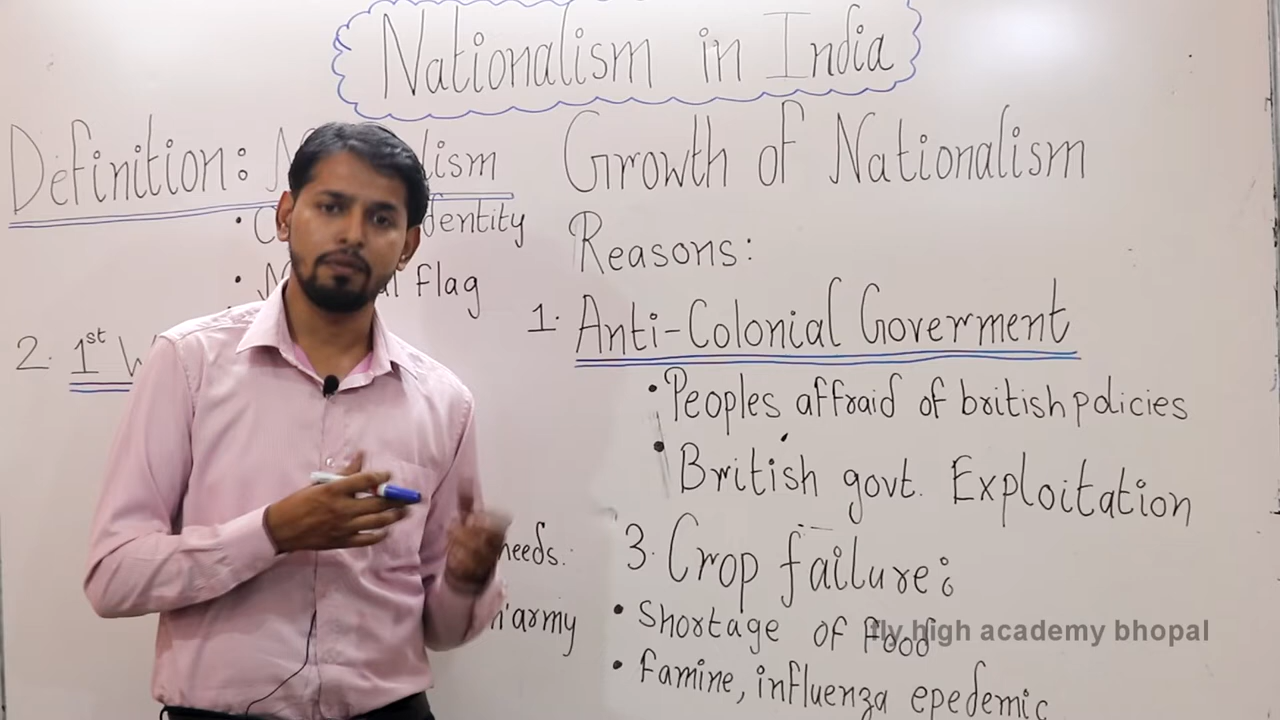 Nationalism in India
Definition:
dentity
flag
2. 1st
needs.
army
Growth of Nationalism
Reasons:
1. Anti-Colonial Goverment
• Peoples affraid of british policies
• British govt. Exploitation
3. Crop failure:
• Shortage of food
• famine, influenza epedemic
fly high academy bhopal